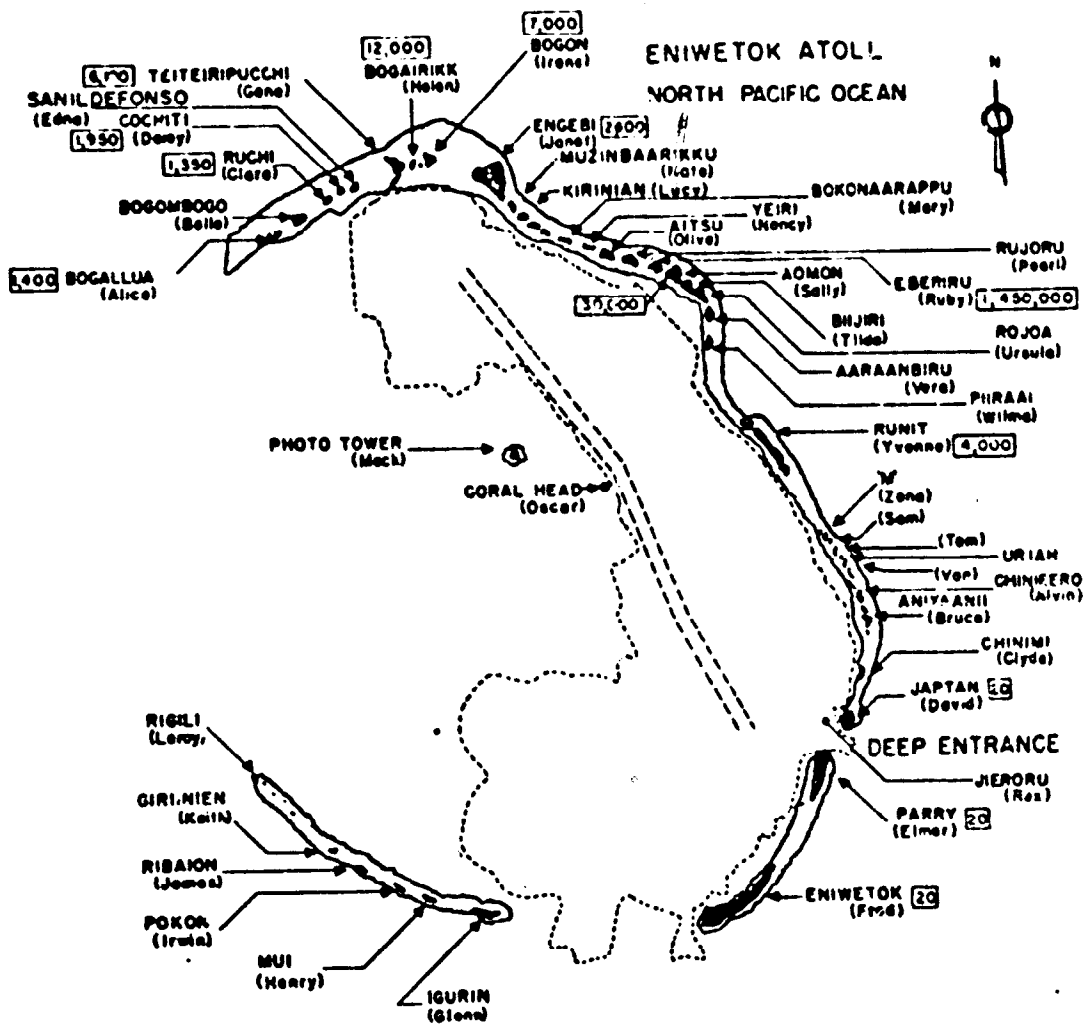 ENIWETOK ATOLL
NORTH PACIFIC OCEAN
N
7,000
BOGON
(Irene)
12,000
BOGAIRIKK
(Helen)
TEITEIRIPUCCHI
(Gene)
SANILDEFONSO
(Edna)
COCHITI
1,950 (Daisy)
1,350 RUCHI
(Clara)
BOGOMBOGO
(Belle)
1,400 BOGALLUA
(Alice)
ENGEBI
(Janet)
MUZINBAARIKKU
(Kate)
KIRINIAN (Lucy)
BOKONAARAPPU
(Mary)
YEIRI
(Nancy)
AITSU
(Olive)
RUJORU
(Pearl)
EBERIRU
(Ruby) 1,450,000
AOMON
(Sally)
30,000
BIIJIRI
(Tilda)
ROJOA
(Ursula)
AARAANBIRU
(Vera)
PIIRAAI
(Wilma)
RUNIT
(Yvonne) 4,000
PHOTO TOWER
(Mack)
CORAL HEAD
(Oscar)
(Zona)
(Sam)
(Tom)
URIAH
(Van)
CHINIEERO
(Alvin)
ANIYAANII
(Bruce)
CHINIMI
(Clyde)
JAPTAN 20
(David)
DEEP ENTRANCE
JIERORU
(Rex)
PARRY
(Elmer) 20
ENIWETOK 20
(Fred)
RIGILI
(Leroy)
GIRINIEN
(Keith)
RIBAION
(James)
POKON
(Irwin)
MUI
(Henry)
IGURIN
(Glenn)